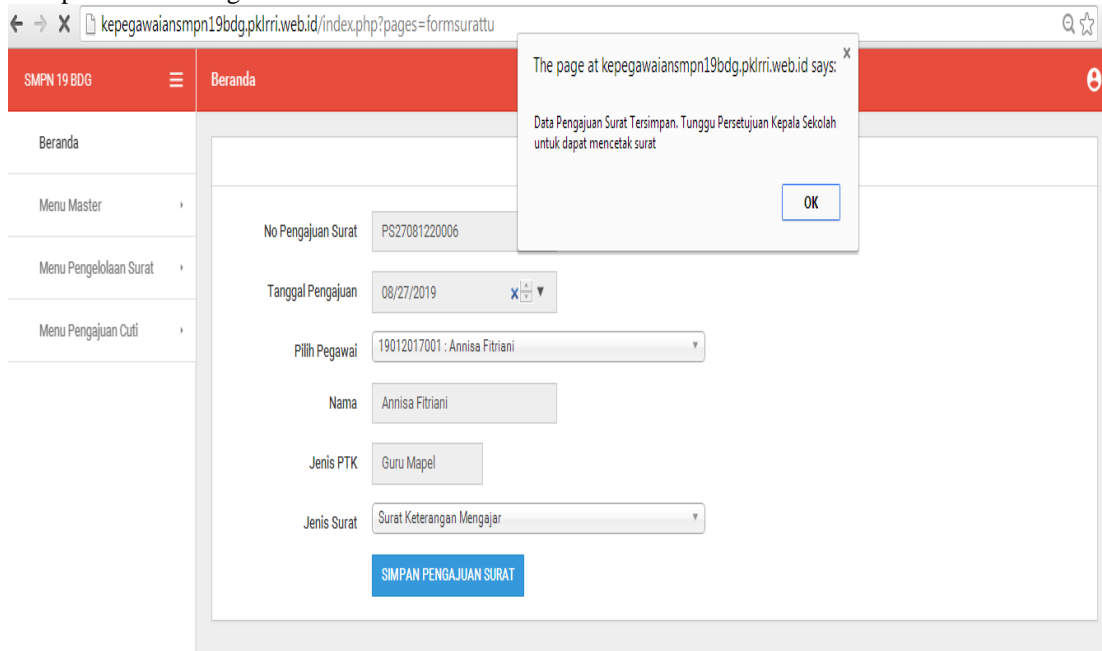 kepegawaiansmpn19bdg.pklrri.web.id/index.php?pages=formsurattu
SMPN 19 BDG
Beranda
The page at kepegawaiansmpn19bdg.pklrri.web.id says:
Data Pengajuan Surat Tersimpan. Tunggu Persetujuan Kepala Sekolah
untuk dapat mencetak surat
OK
Beranda
Menu Master
Menu Pengelolaan Surat
Menu Pengajuan Cuti
No Pengajuan Surat PS27081220006
Tanggal Pengajuan 08/27/2019
Pilih Pegawai 19012017001 : Annisa Fitriani
Nama Annisa Fitriani
Jenis PTK Guru Mapel
Jenis Surat Surat Keterangan Mengajar
SIMPAN PENGAJUAN SURAT